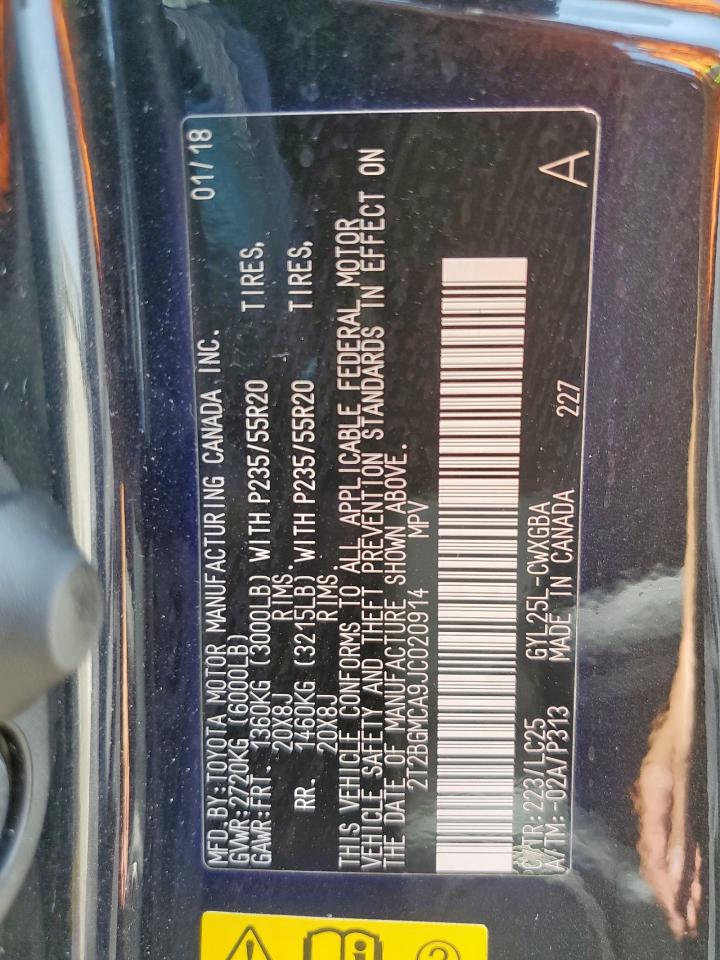 MFD.BY:TOYOTA MOTOR MANUFACTURING CANADA INC. 01/18
GVWR:2720KG (6000LB)
GAWR:FRT. 1360KG (3000LB) WITH P235/55R20 TIRES,
20X8J RIMS.
RR. 1460KG (3215LB) WITH P235/55R20 TIRES,
20X8J RIMS.
THIS VEHICLE CONFORMS TO ALL APPLICABLE FEDERAL MOTOR
VEHICLE SAFETY AND THEFT PREVENTION STANDARDS IN EFFECT ON
THE DATE OF MANUFACTURE SHOWN ABOVE.
2T2BGMCA9JC020914 MPV
C/TR:223/LC25 GYL25L-CWXGBA A
A/TM:-02A/P313 MADE IN CANADA 227